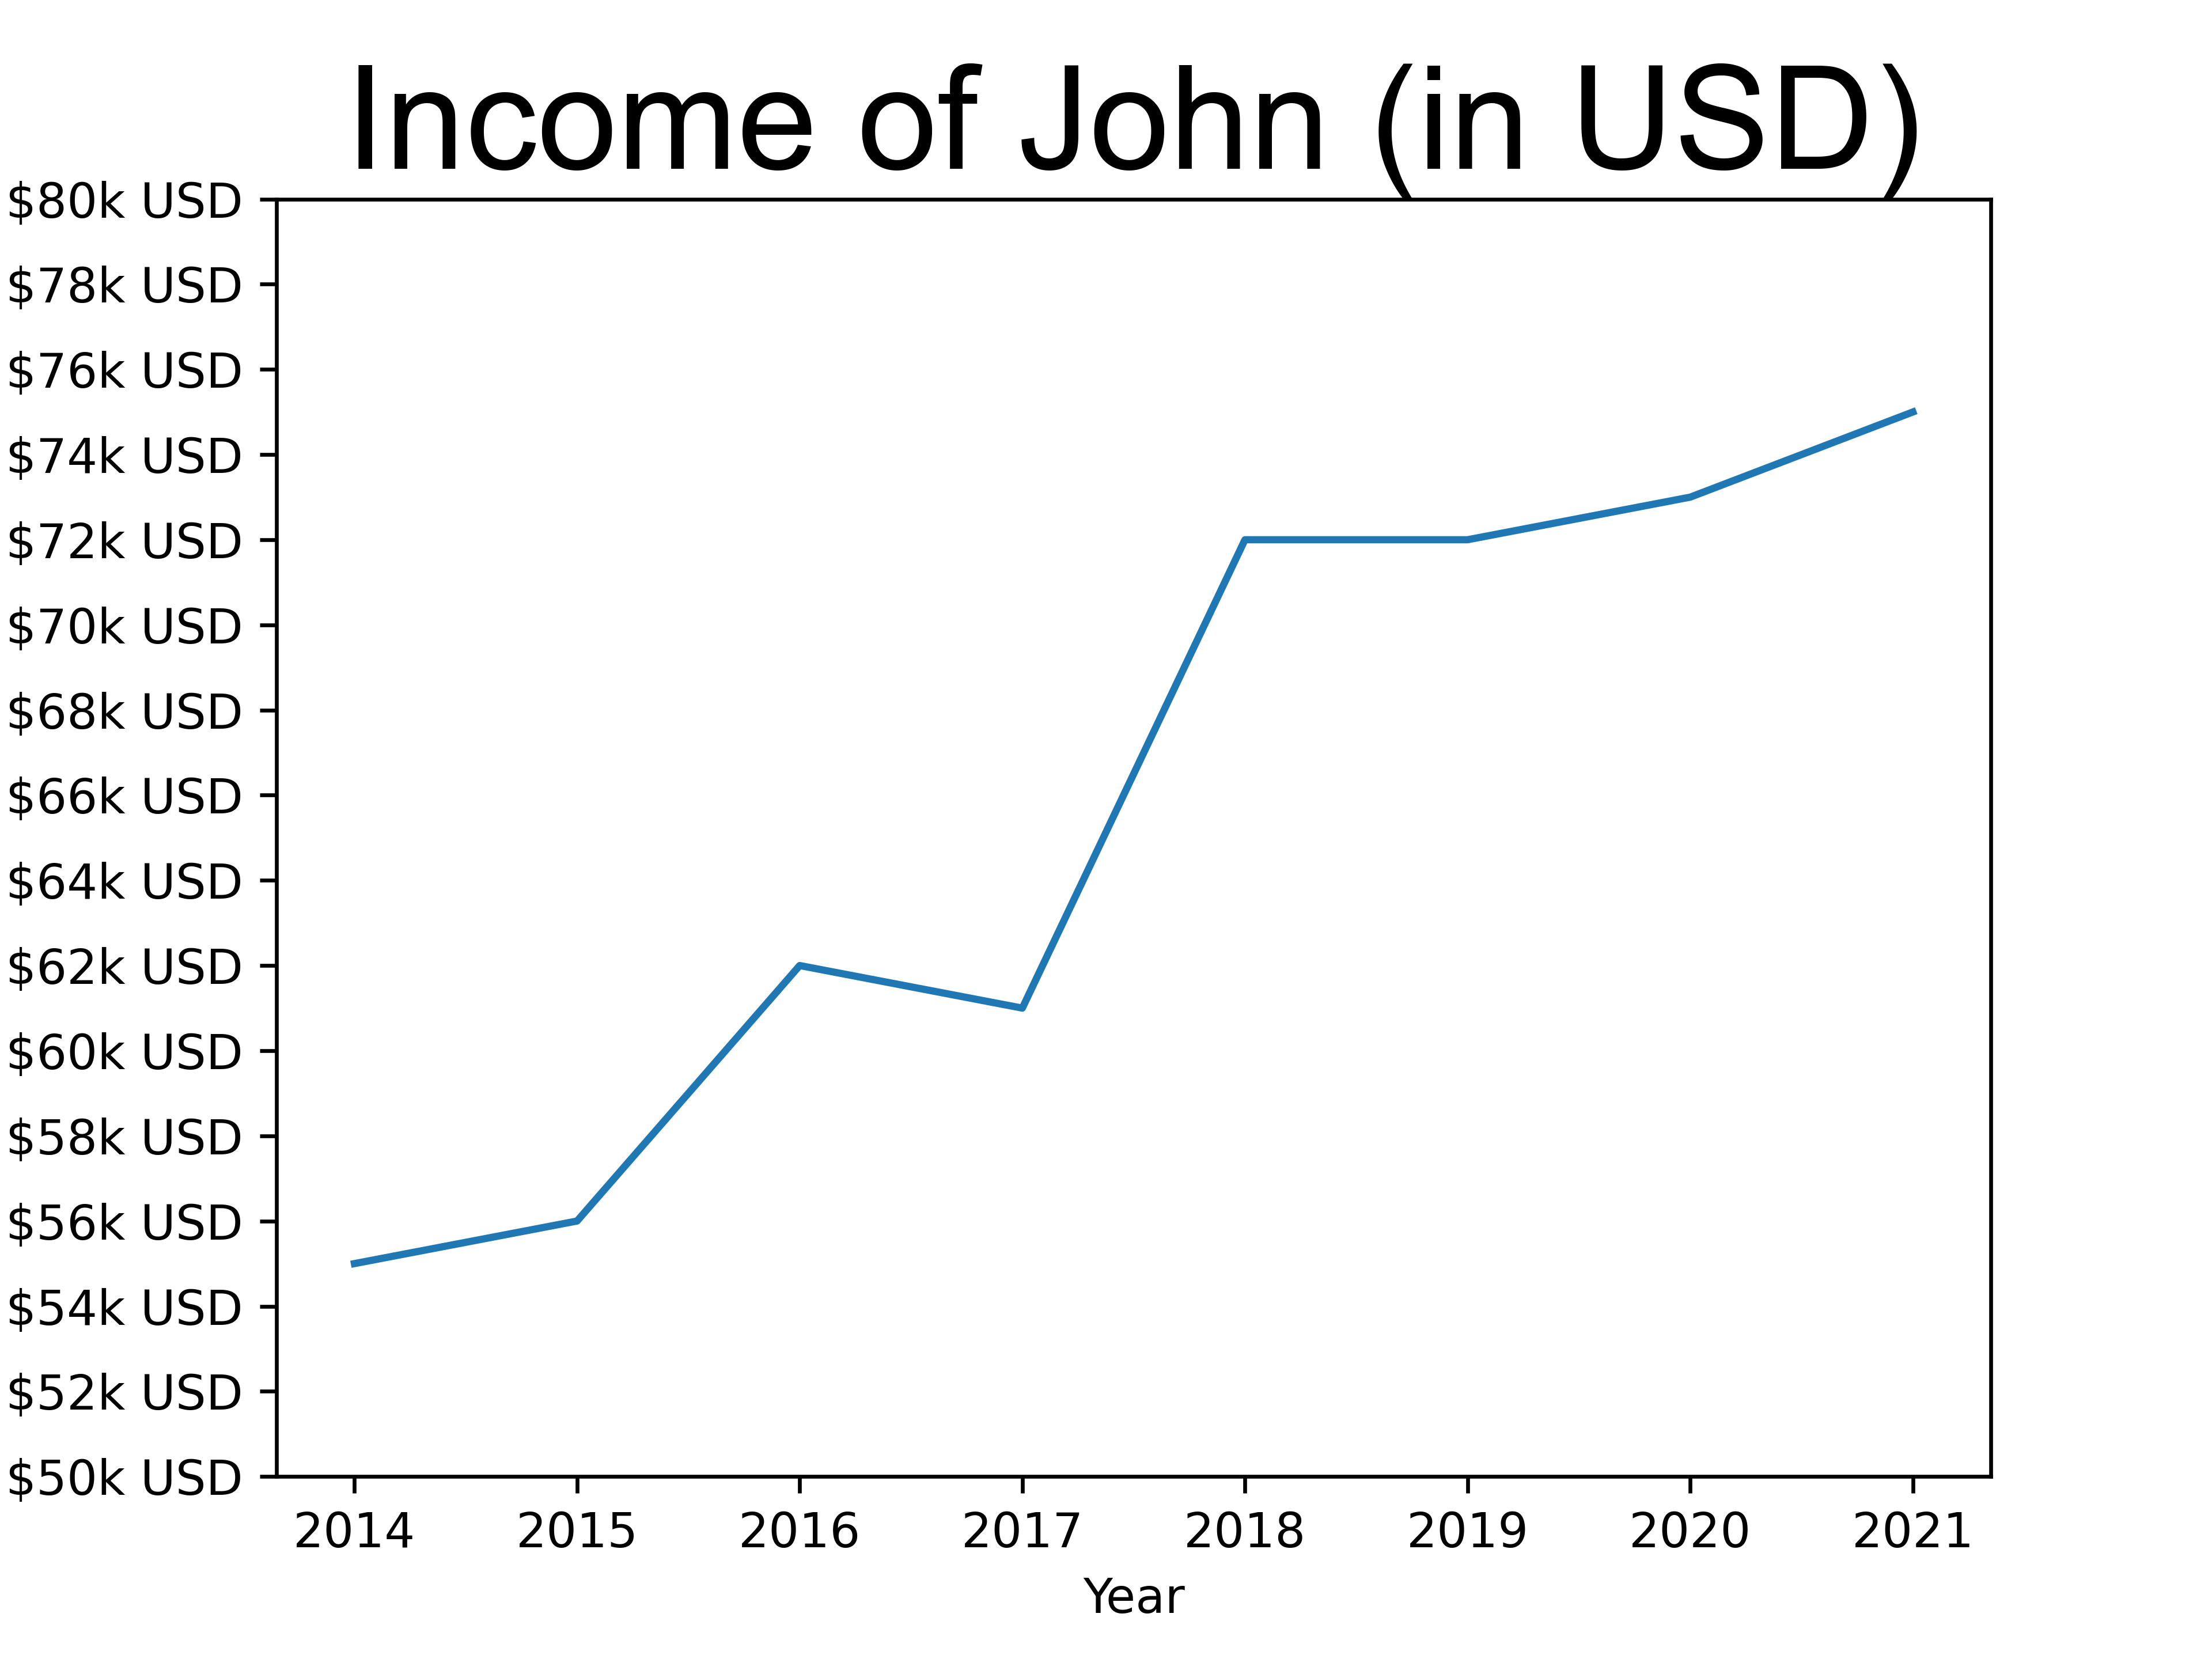 Income of John (in USD)
$80k USD
$78k USD
$76k USD
$74k USD
$72k USD
$70k USD
$68k USD
$66k USD
$64k USD
$62k USD
$60k USD
$58k USD
$56k USD
$54k USD
$52k USD
$50k USD
2014 2015 2016 2017 2018 2019 2020 2021
Year